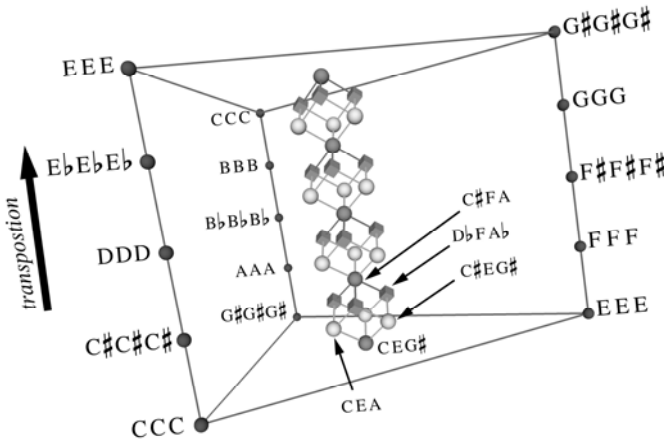 G♯G♯G♯
EEE
CCC
GGG
E♭E♭E♭
BBB
F♯F♯F♯
C♯FA
B♭B♭B♭
D♭FA♭
DDD
FFF
AAA
C♯EG♯
transpostion
G♯G♯G♯
EEE
C♯C♯C♯
CEG♯
CEA
CCC